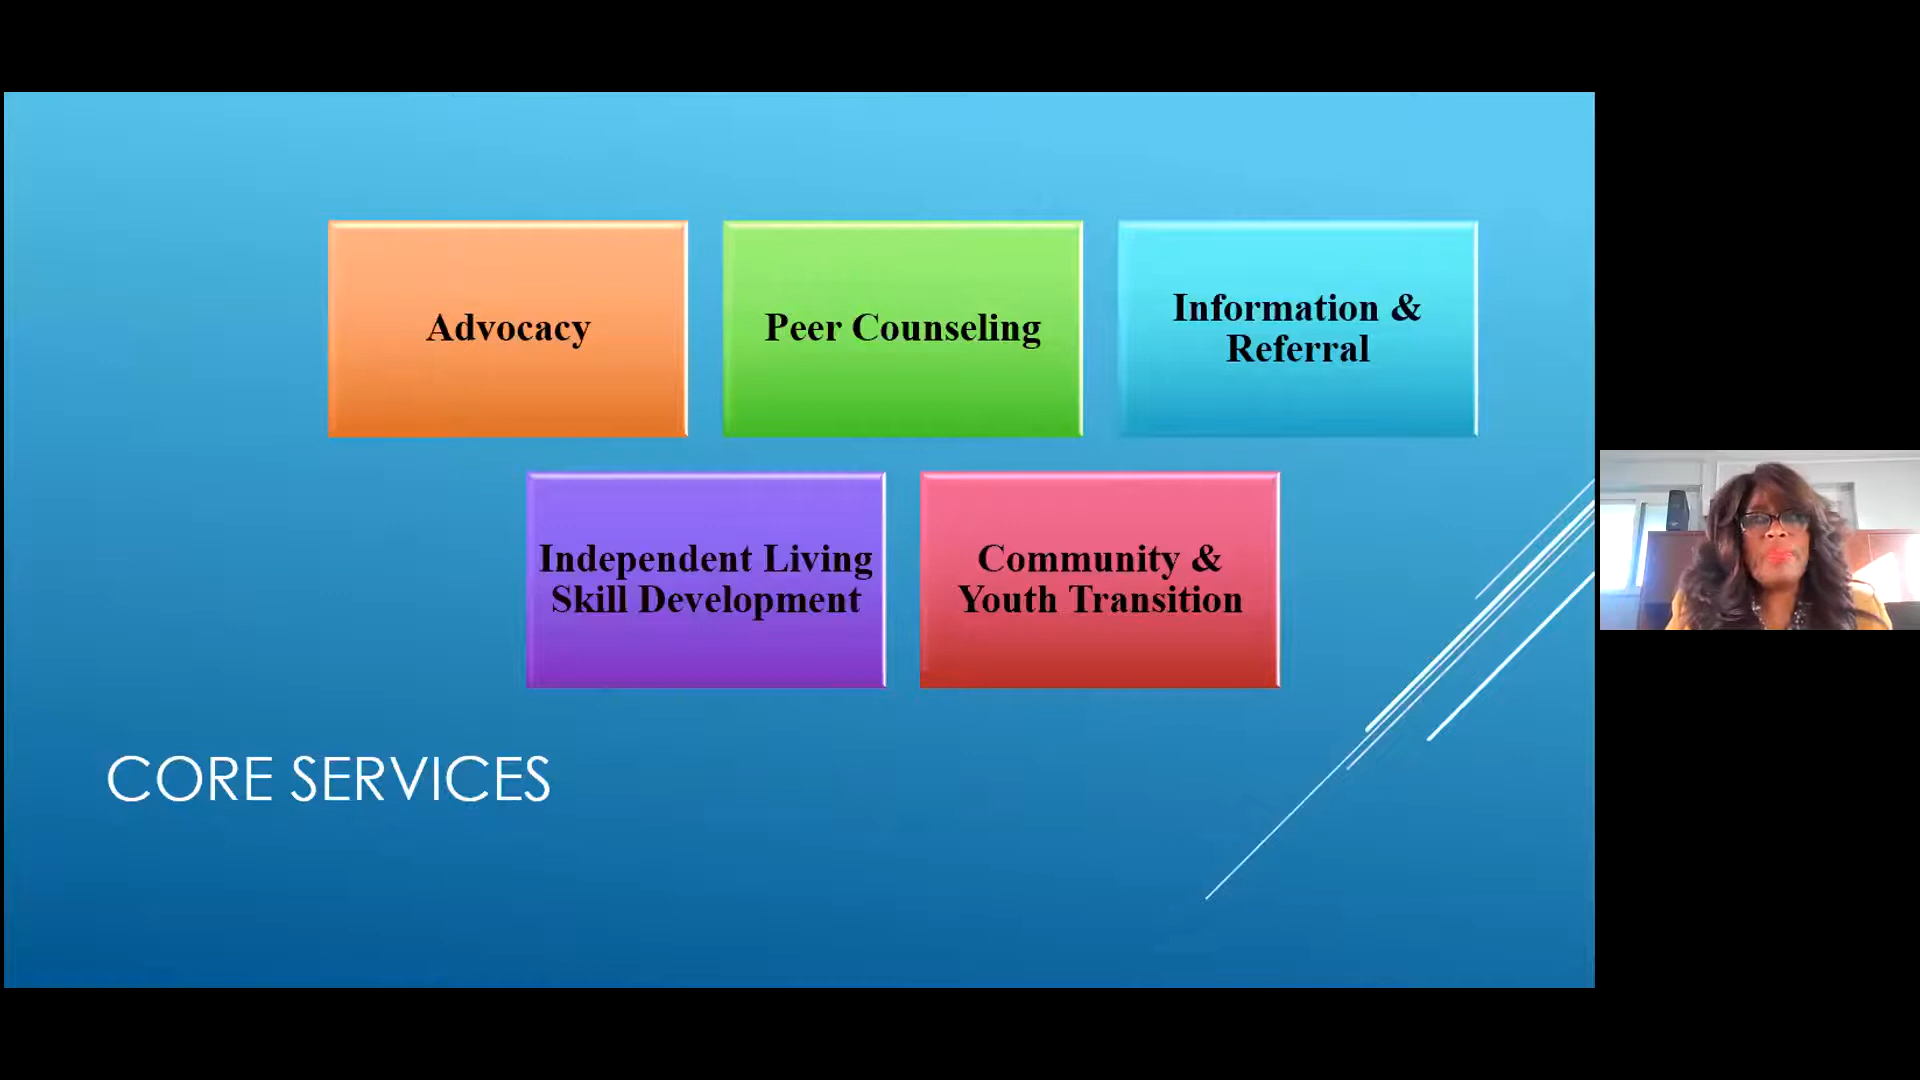 Advocacy
Peer Counseling
Information &
Referral
Independent Living
Skill Development
Community &
Youth Transition
CORE SERVICES